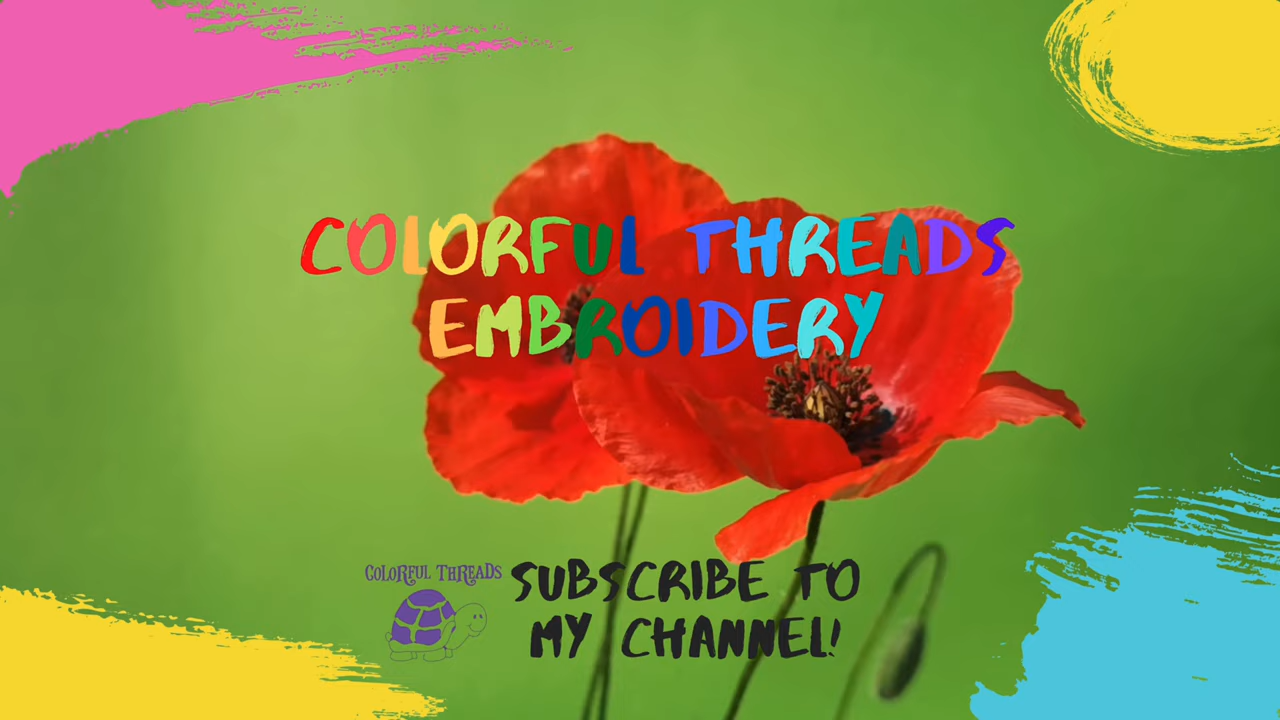 COLORFUL THREADS
EMBROIDERY
COLORFUL THREADS
SUBSCRIBE TO
MY CHANNEL!